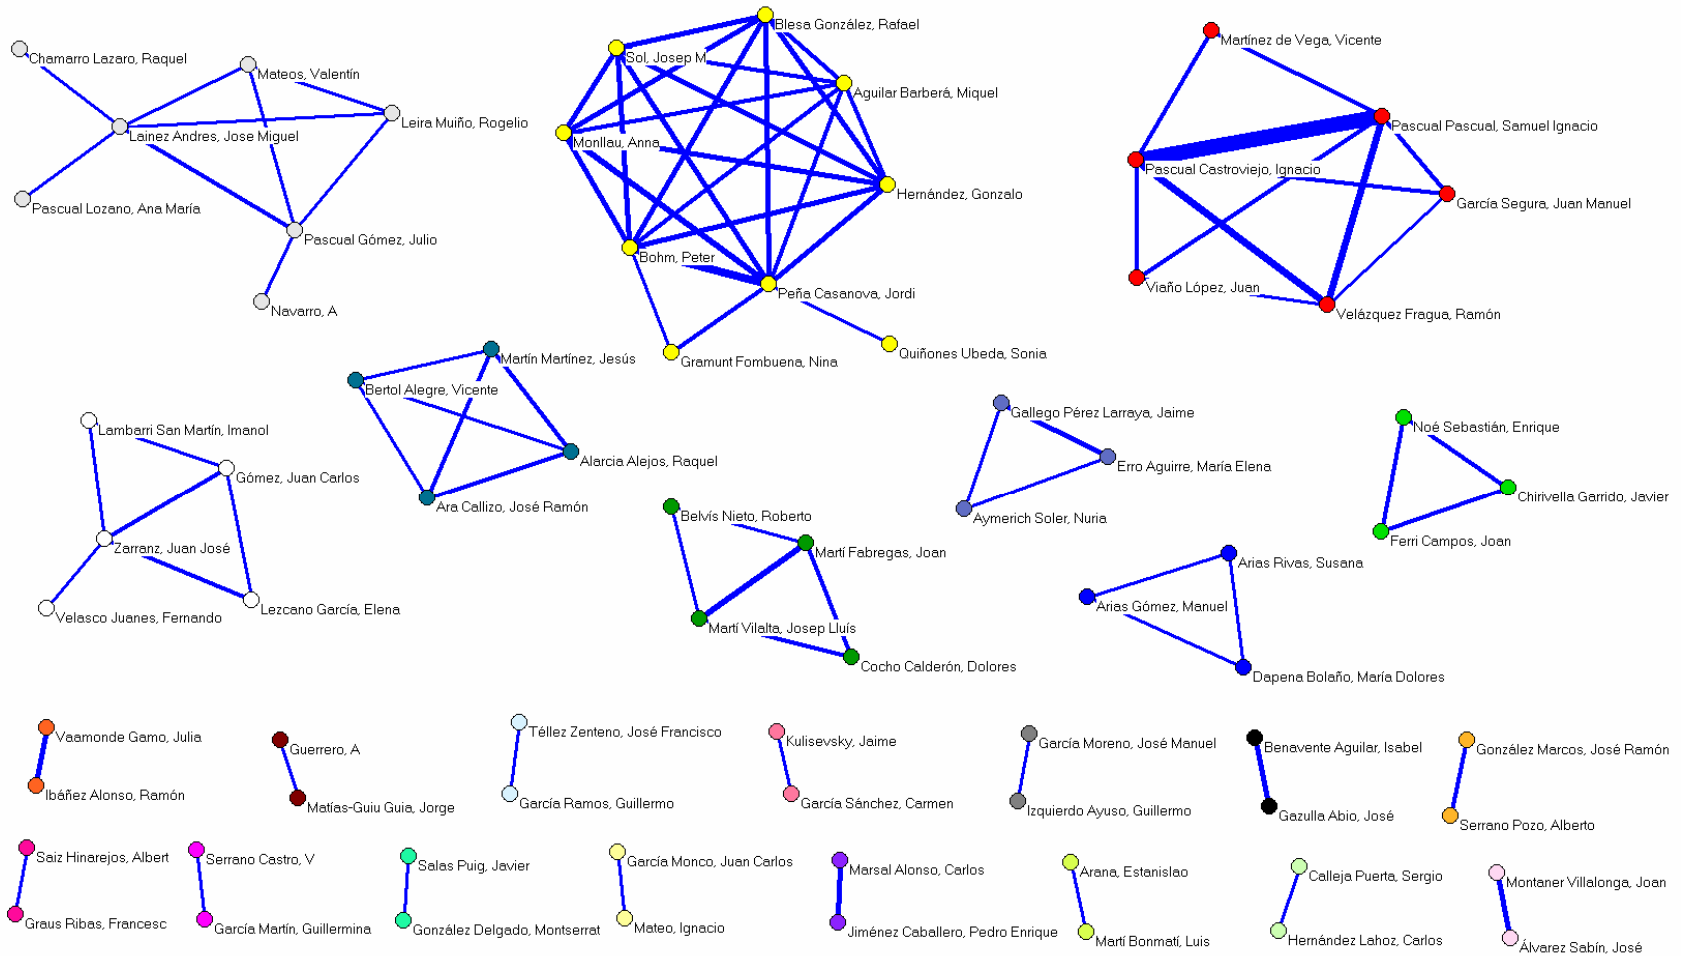 Chamarro Lazaro, Raquel
Mateos, Valentín
Leira Muiño, Rogelio
Lainez Andres, Jose Miguel
Pascual Lozano, Ana María
Pascual Gómez, Julio
Navarro, A
Blesa González, Rafael
Sol, Josep M
Aguilar Barberá, Miquel
Monllau, Anna
Hernández, Gonzalo
Bohm, Peter
Peña Casanova, Jordi
Gramunt Fombuena, Nina
Quiñones Ubeda, Sonia
Martínez de Vega, Vicente
Pascual Pascual, Samuel Ignacio
Pascual Castroviejo, Ignacio
García Segura, Juan Manuel
Viaño López, Juan
Velázquez Fragua, Ramón
Martín Martínez, Jesús
Bertol Alegre, Vicente
Alarcia Alejos, Raquel
Ara Callizo, José Ramón
Lambarri San Martín, Imanol
Gómez, Juan Carlos
Zarranz, Juan José
Lezcano García, Elena
Velasco Juanes, Fernando
Belvís Nieto, Roberto
Martí Fabregas, Joan
Martí Vilalta, Josep Lluís
Cocho Calderón, Dolores
Gallego Pérez Larraya, Jaime
Erro Aguirre, María Elena
Aymerich Soler, Nuria
Noé Sebastián, Enrique
Chirivella Garrido, Javier
Ferri Campos, Joan
Arias Rivas, Susana
Arias Gómez, Manuel
Dapena Bolaño, María Dolores
Vaamonde Gamo, Julia
Ibáñez Alonso, Ramón
Guerrero, A
Matías-Guiu Guia, Jorge
Téllez Zenteno, José Francisco
García Ramos, Guillermo
Kulisevsky, Jaime
García Sánchez, Carmen
García Moreno, José Manuel
Izquierdo Ayuso, Guillermo
Benavente Aguilar, Isabel
Gazulla Abio, José
González Marcos, José Ramón
Serrano Pozo, Alberto
Saiz Hinarejos, Albert
Graus Ribas, Francesc
Serrano Castro, V
García Martín, Guillermina
Salas Puig, Javier
González Delgado, Montserrat
García Monco, Juan Carlos
Mateo, Ignacio
Marsal Alonso, Carlos
Jiménez Caballero, Pedro Enrique
Arana, Estanislao
Martí Bonmatí, Luis
Calleja Puerta, Sergio
Hernández Lahoz, Carlos
Montaner Villalonga, Joan
Álvarez Sabín, José